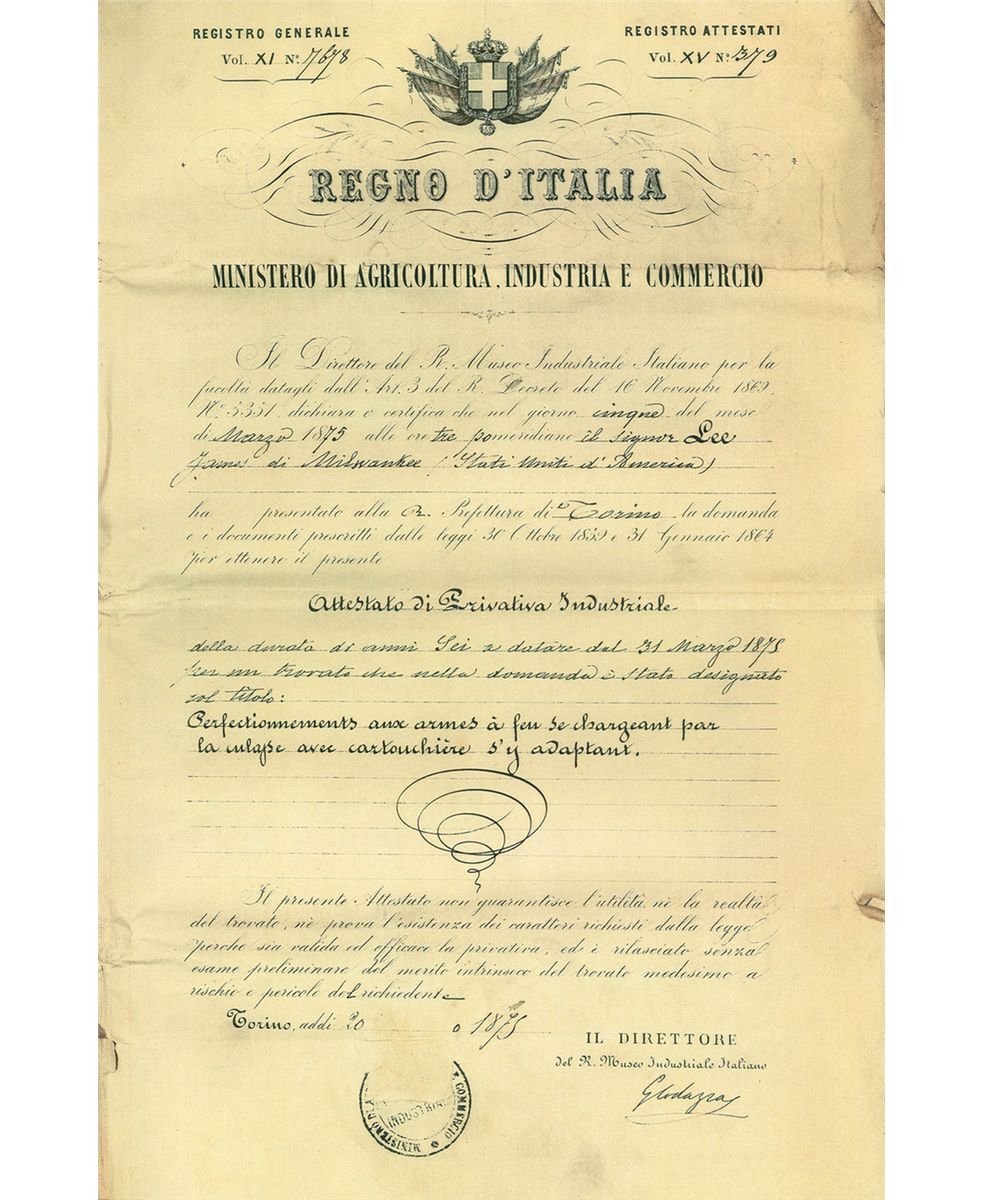 REGISTRO GENERALE
Vol. XI N.º 7678
REGISTRO ATTESTATI
Vol. XV N.º 379
REGNO D'ITALIA
MINISTERO DI AGRICOLTURA, INDUSTRIA E COMMERCIO
Il Direttore del R. Museo Industriale Italiano per la
facoltà datagli dall'Art. 3 del R. Decreto del 16 Novembre 1869,
N.º 5351 dichiara e certifica che nel giorno cinque del mese
di Marzo 1875 alle ore tre pomeridiane il signor Lee
James di Milwaukee (Stati Uniti d'America)
ha presentato alla R. Prefettura di Torino la domanda
e i documenti prescritti dalle leggi 30 Ottobre 1859 e 31 Gennaio 1864
per ottenere il presente
Attestato di Privativa Industriale
della durata di anni Sei a datare dal 31 Marzo 1875
per un trovato che nella domanda è stato designato
col titolo:
Perfectionnements aux armes à feu se chargeant par
la culasse avec cartouchière s'y adaptant.
Il presente Attestato non guarantisce l'utilità, nè la realtà
del trovato, nè prova l'esistenza dei caratteri richiesti dalla legge
perchè sia valida ed efficace la privativa, ed è rilasciato senza
esame preliminare del merito intrinseco del trovato medesimo a
rischio e pericolo del richiedente
Torino, addì 20 o 1875
IL DIRETTORE
del R. Museo Industriale Italiano
MINISTERO DI INDUSTRIA COMMERCIO